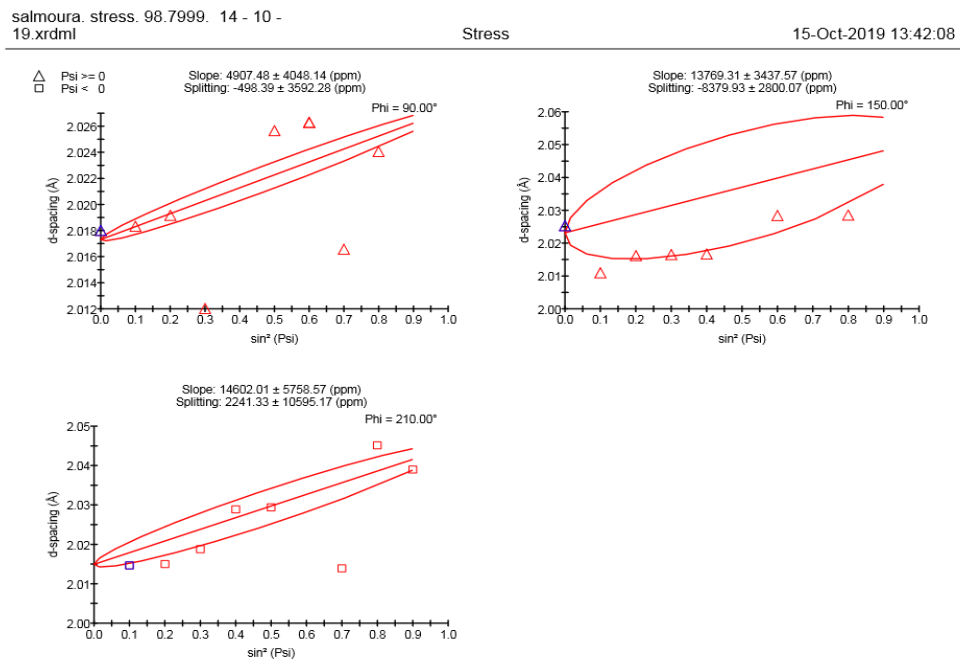 salmoura. stress. 98.7999. 14 - 10 -
19.xrdml
Stress
15-Oct-2019 13:42:08
Psi >= 0
Psi < 0
Slope: 4907.48 ± 4048.14 (ppm)
Splitting: -498.39 ± 3592.28 (ppm)
Phi = 90.00°
2.026
2.024
2.022
2.020
2.018
2.016
2.014
2.012
d-spacing (Å)
0.0 0.1 0.2 0.3 0.4 0.5 0.6 0.7 0.8 0.9 1.0
sin² (Psi)
Slope: 13769.31 ± 3437.57 (ppm)
Splitting: -8379.93 ± 2800.07 (ppm)
Phi = 150.00°
2.06
2.05
2.04
2.03
2.02
2.01
2.00
d-spacing (Å)
0.0 0.1 0.2 0.3 0.4 0.5 0.6 0.7 0.8 0.9 1.0
sin² (Psi)
Slope: 14602.01 ± 5758.57 (ppm)
Splitting: 2241.33 ± 10595.17 (ppm)
Phi = 210.00°
2.05
2.04
2.03
2.02
2.01
2.00
d-spacing (Å)
0.0 0.1 0.2 0.3 0.4 0.5 0.6 0.7 0.8 0.9 1.0
sin² (Psi)